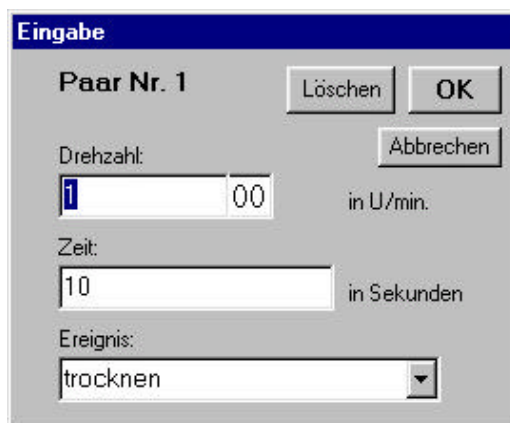 Eingabe
Paar Nr. 1
Löschen
OK
Abbrechen
Drehzahl:
1 00 in U/min.
Zeit:
10 in Sekunden
Ereignis:
trocknen